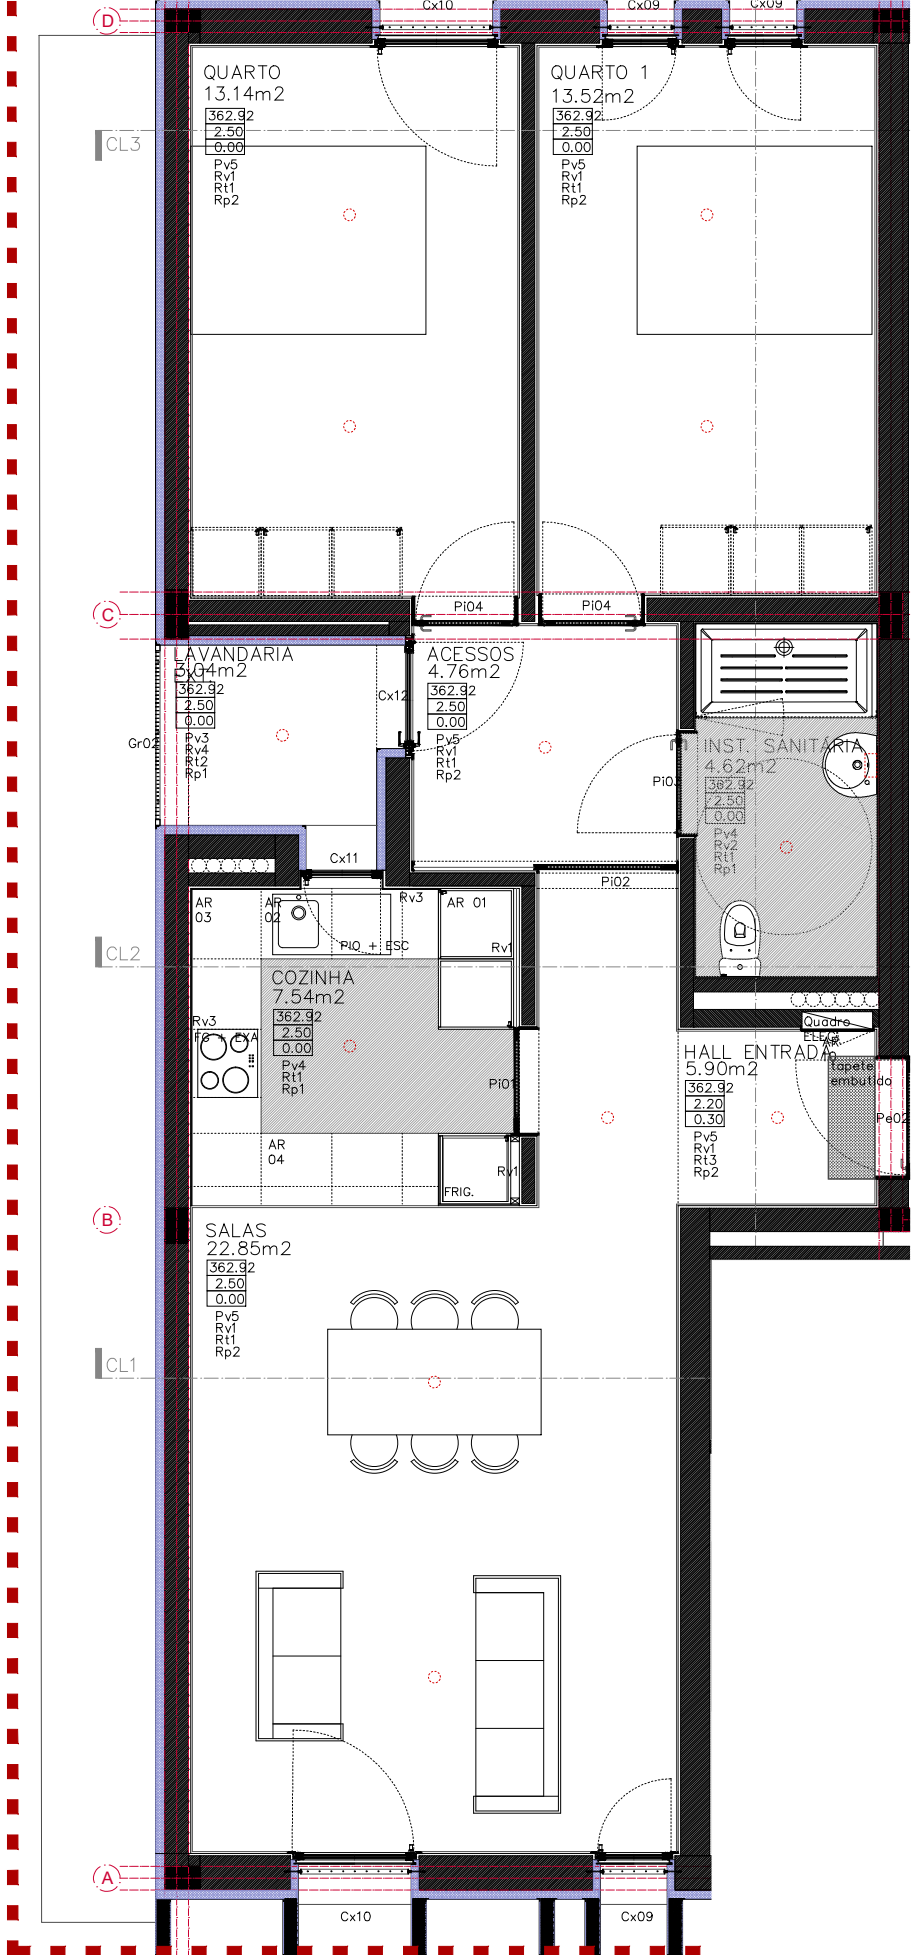 D
Cx10
Cx09
Cx09
QUARTO
13.14m2
362.92
2.50
0.00
Pv5
Rv1
Rt1
Rp2
QUARTO 1
13.52m2
362.92
2.50
0.00
Pv5
Rv1
Rt1
Rp2
CL3
C
Pi04
Pi04
LAVANDARIA
3.04m2
362.92
2.50
0.00
Pv3
Rv4
Rt2
Rp1
Gr02
Cx12
ACESSOS
4.76m2
362.92
2.50
0.00
Pv5
Rv1
Rt1
Rp2
Pi03
INST. SANITÁRIA
4.62m2
362.92
2.50
0.00
Pv4
Rv2
Rt1
Rp1
Cx11
Pi02
Rv3
AR
03
AR
02
AR 01
PIO + ESC
Rv1
CL2
COZINHA
7.54m2
362.92
2.50
0.00
Pv4
Rt1
Rp1
Rv3
FG + EXA
Pi01
AR
04
Rv1
FRIG.
Quadro
ELEC.
HALL ENTRADA
5.90m2
362.92
2.20
0.30
Pv5
Rv1
Rt3
Rp2
tapete
embutido
Pe02
B
SALAS
22.85m2
362.92
2.50
0.00
Pv5
Rv1
Rt1
Rp2
CL1
A
Cx10
Cx09